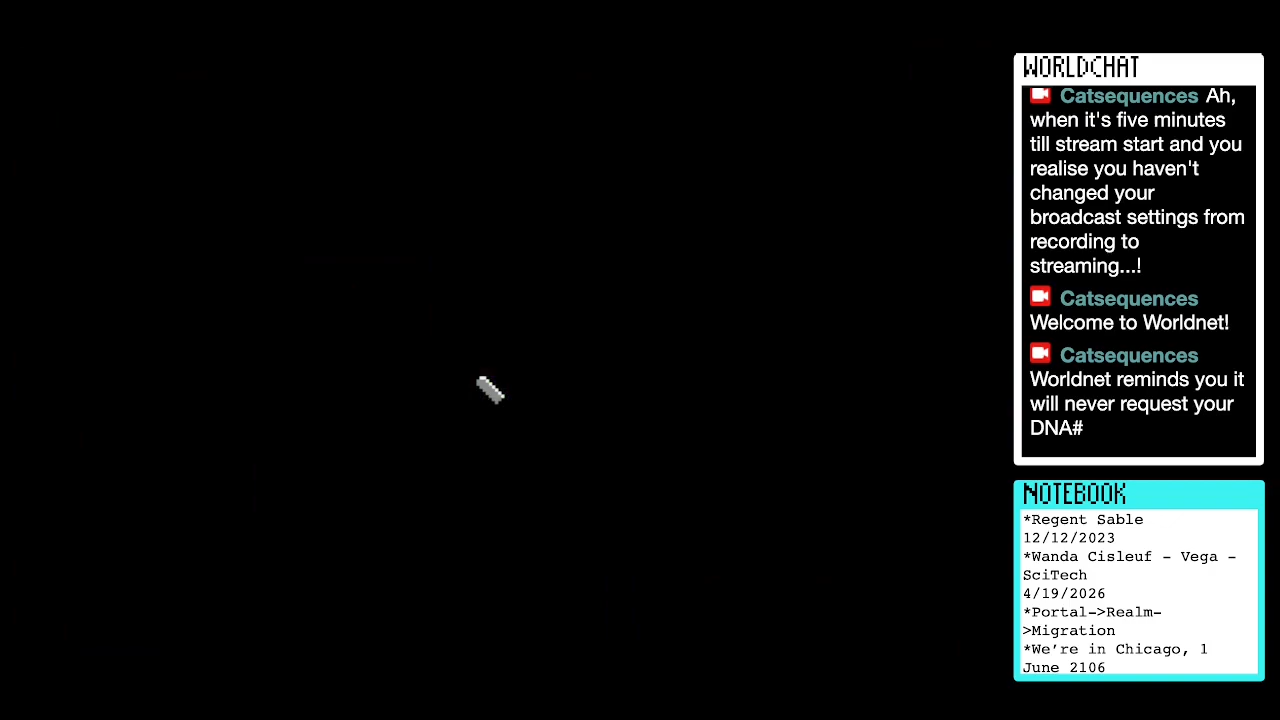 WORLDCHAT
Catsequences Ah,
when it's five minutes
till stream start and you
realise you haven't
changed your
broadcast settings from
recording to
streaming...!
Catsequences
Welcome to Worldnet!
Catsequences
Worldnet reminds you it
will never request your
DNA#
NOTEBOOK
*Regent Sable
12/12/2023
*Wanda Cisleuf - Vega -
SciTech
4/19/2026
*Portal->Realm-
>Migration
*We’re in Chicago, 1
June 2106